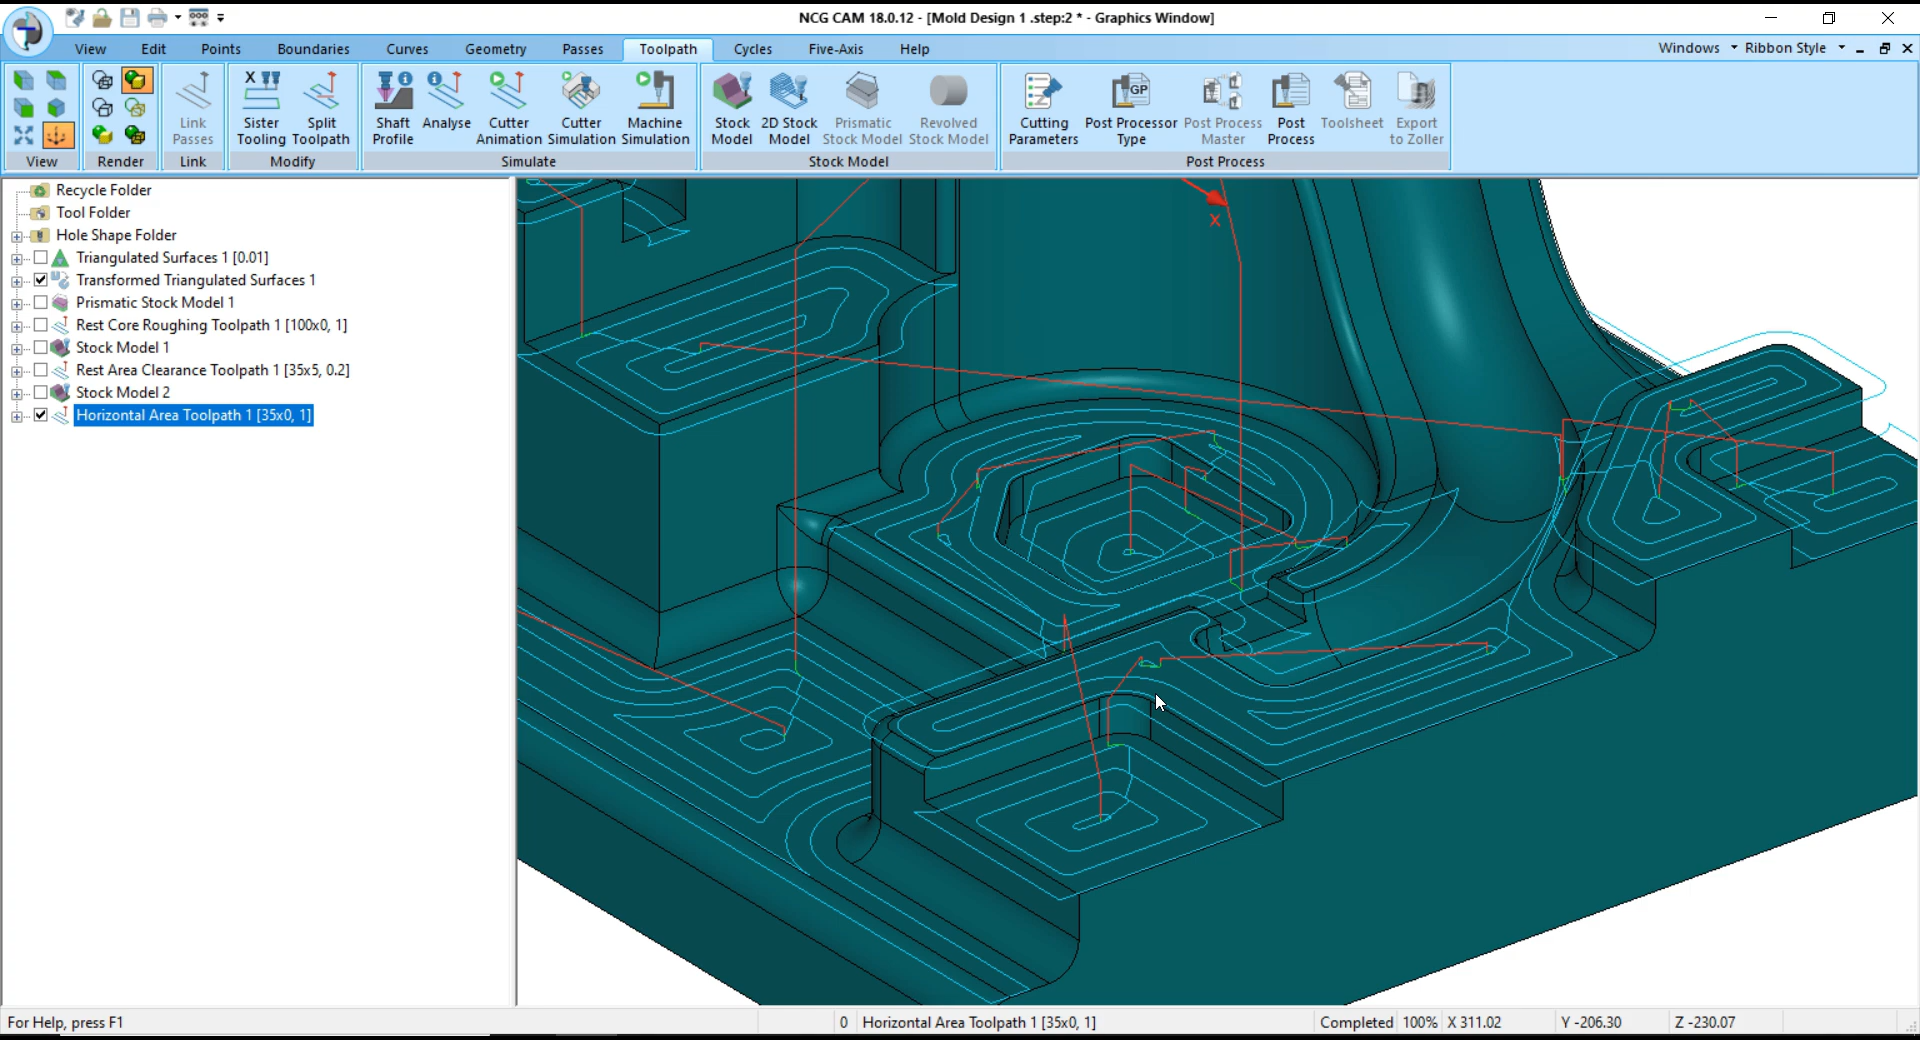 NCG CAM 18.0.12 - [Mold Design 1 .step:2 * - Graphics Window]
View Edit Points Boundaries Curves Geometry Passes Toolpath Cycles Five-Axis Help Windows Ribbon Style
X
GP
Link Passes
Sister Tooling
Split Toolpath
Shaft Profile
Analyse
Cutter Animation
Cutter Simulation
Machine Simulation
Stock Model
2D Stock Model
Prismatic Stock Model
Revolved Stock Model
Cutting Parameters
Post Processor Type
Post Process Master
Post Process
Toolsheet
Export to Zoller
View Render Link Modify Simulate Stock Model Post Process
Recycle Folder
Tool Folder
Hole Shape Folder
Triangulated Surfaces 1 [0.01]
Transformed Triangulated Surfaces 1
Prismatic Stock Model 1
Rest Core Roughing Toolpath 1 [100x0, 1]
Stock Model 1
Rest Area Clearance Toolpath 1 [35x5, 0.2]
Stock Model 2
Horizontal Area Toolpath 1 [35x0, 1]
X
For Help, press F1 0 Horizontal Area Toolpath 1 [35x0, 1] Completed 100% X 311.02 Y -206.30 Z -230.07